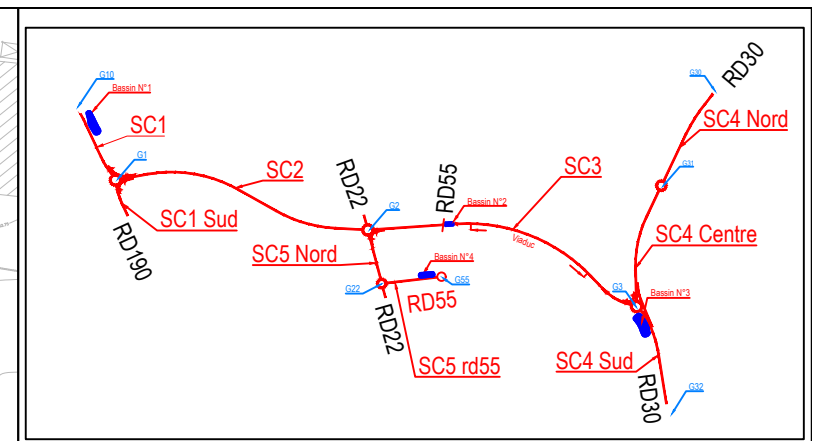 G10
Bassin N°1
SC1
G1
SC2
SC1 Sud
RD190
RD22
G2
RD55
Bassin N°2
SC3
Viaduc
G30
RD30
SC4 Nord
G31
SC4 Centre
SC5 Nord
Bassin N°4
G22
G55
RD55
RD22
SC5 rd55
G3
Bassin N°3
SC4 Sud
RD30
G32